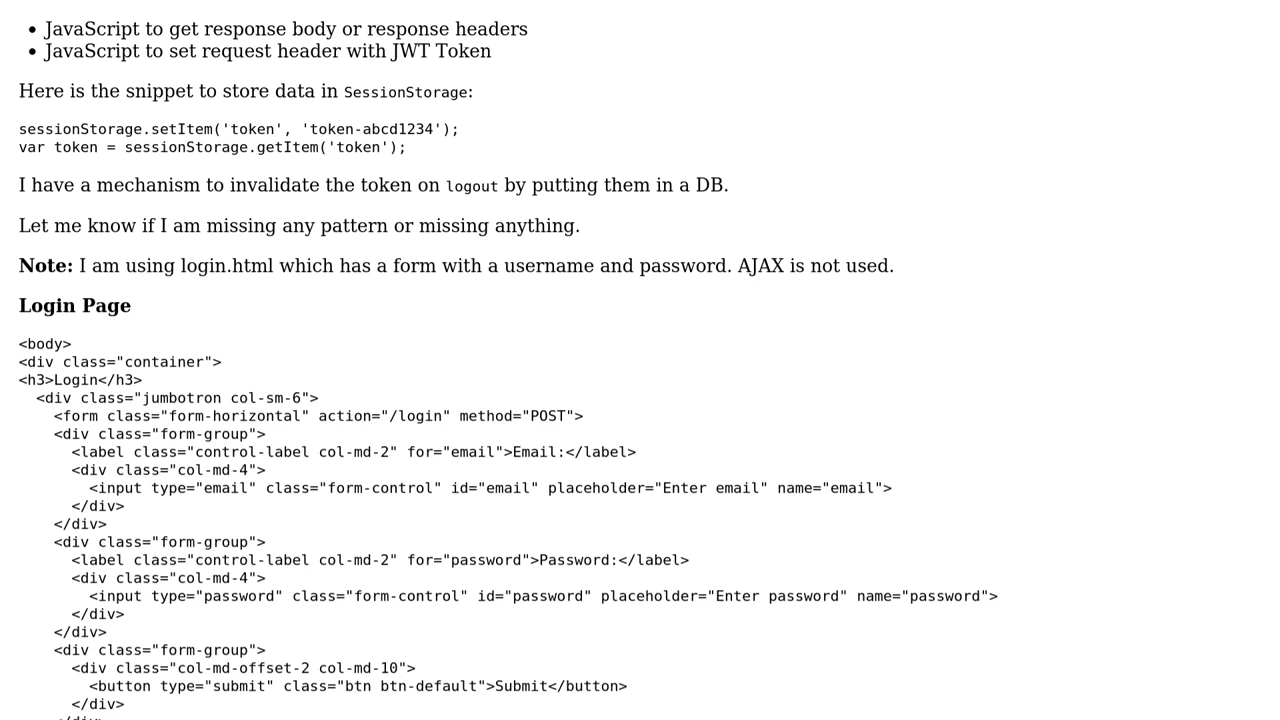 • JavaScript to get response body or response headers
• JavaScript to set request header with JWT Token
Here is the snippet to store data in SessionStorage:
sessionStorage.setItem('token', 'token-abcd1234');
var token = sessionStorage.getItem('token');
I have a mechanism to invalidate the token on logout by putting them in a DB.
Let me know if I am missing any pattern or missing anything.
Note: I am using login.html which has a form with a username and password. AJAX is not used.
Login Page
<body>
<div class="container">
<h3>Login</h3>
  <div class="jumbotron col-sm-6">
    <form class="form-horizontal" action="/login" method="POST">
    <div class="form-group">
      <label class="control-label col-md-2" for="email">Email:</label>
      <div class="col-md-4">
        <input type="email" class="form-control" id="email" placeholder="Enter email" name="email">
      </div>
    </div>
    <div class="form-group">
      <label class="control-label col-md-2" for="password">Password:</label>
      <div class="col-md-4">
        <input type="password" class="form-control" id="password" placeholder="Enter password" name="password">
      </div>
    </div>
    <div class="form-group">
      <div class="col-md-offset-2 col-md-10">
        <button type="submit" class="btn btn-default">Submit</button>
      </div>
    </div>